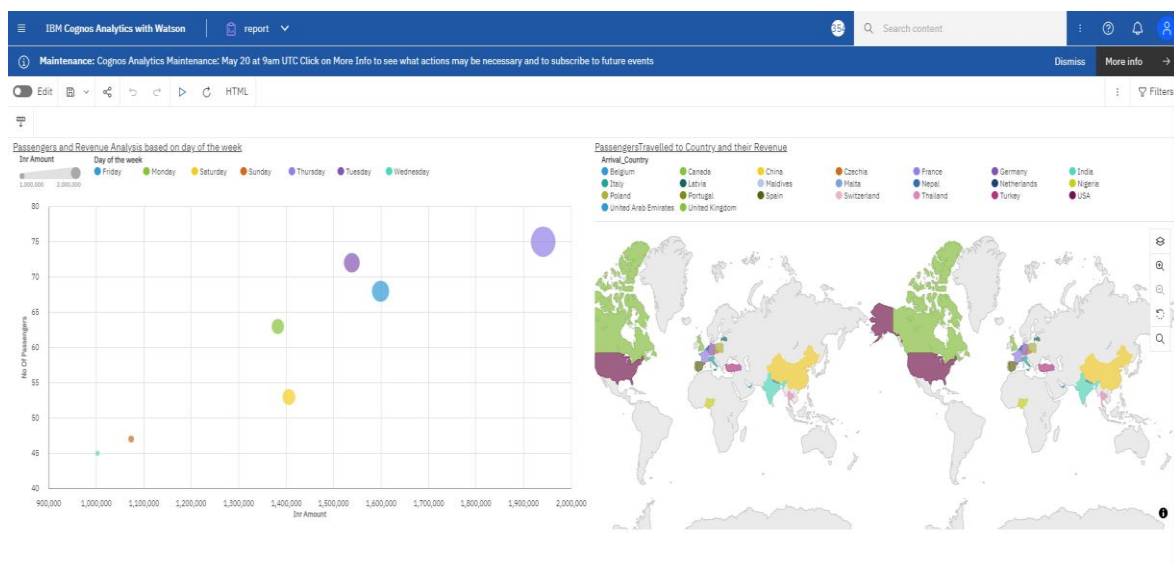 IBM Cognos Analytics with Watson report
354 Search content
Maintenance: Cognos Analytics Maintenance: May 20 at 9am UTC Click on More Info to see what actions may be necessary and to subscribe to future events Dismiss More info
Edit HTML Filters
Passengers and Revenue Analysis based on day of the week
Inr Amount Day of the week
Friday Monday Saturday Sunday Thursday Tuesday Wednesday
1,000,000 2,000,000
80
75
70
65
60
55
50
45
40
No Of Passengers
900,000 1,000,000 1,100,000 1,200,000 1,300,000 1,400,000 1,500,000 1,600,000 1,700,000 1,800,000 1,900,000 2,000,000
Inr Amount
PassengersTravelled to Country and their Revenue
Arrival_Country
Belgium Canada China Czechia France Germany India
Italy Latvia Maldives Malta Nepal Netherlands Nigeria
Poland Portugal Spain Switzerland Thailand Turkey USA
United Arab Emirates United Kingdom